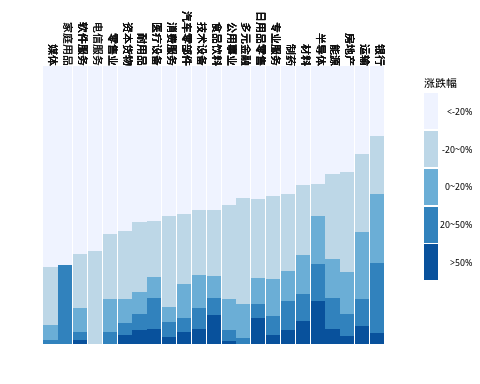 媒体
家庭用品
软件服务
电信服务
零售业
资本货物
耐用品
医疗设备
消费服务
汽车零部件
技术设备
食品饮料
公用事业
多元金融
日用品零售
专业服务
制药
材料
半导体
能源
房地产
运输
银行
涨跌幅
<-20%
-20~0%
0~20%
20~50%
>50%